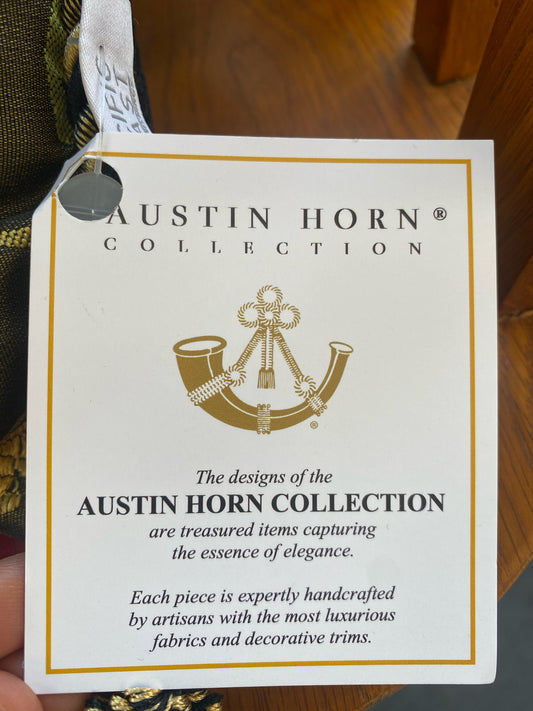 AUSTIN HORN®
COLLECTION
®
The designs of the
AUSTIN HORN COLLECTION
are treasured items capturing
the essence of elegance.
Each piece is expertly handcrafted
by artisans with the most luxurious
fabrics and decorative trims.